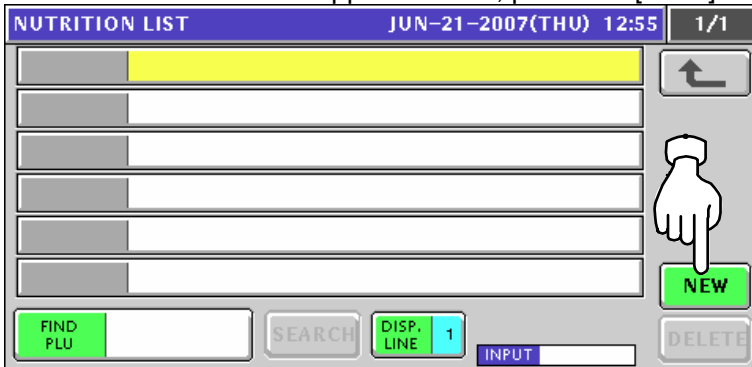 NUTRITION LIST JUN-21-2007(THU) 12:55 1/1
NEW
FIND PLU SEARCH DISP. LINE 1 INPUT DELETE